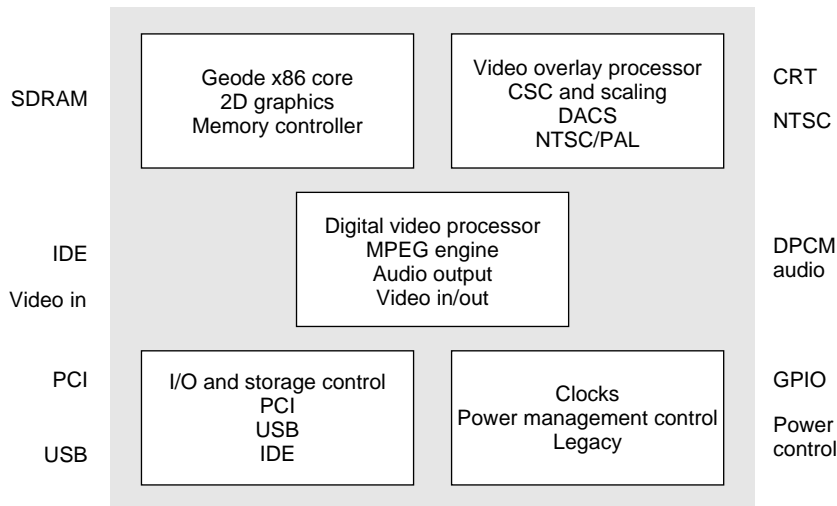 SDRAM
Geode x86 core
2D graphics
Memory controller
Video overlay processor
CSC and scaling
DACS
NTSC/PAL
CRT
NTSC
IDE
Video in
Digital video processor
MPEG engine
Audio output
Video in/out
DPCM
audio
PCI
USB
I/O and storage control
PCI
USB
IDE
Clocks
Power management control
Legacy
GPIO
Power
control